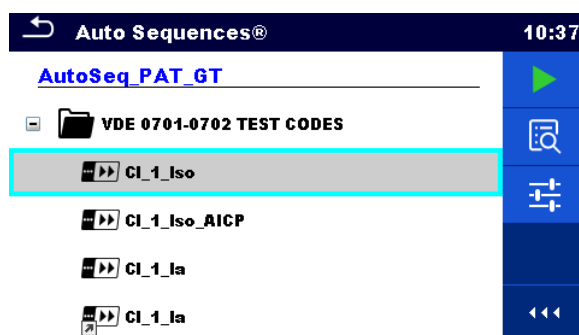 Auto Sequences® 10:37
AutoSeq_PAT_GT
VDE 0701-0702 TEST CODES
Cl_1_Iso
Cl_1_Iso_AICP
Cl_1_Ia
Cl_1_Ia